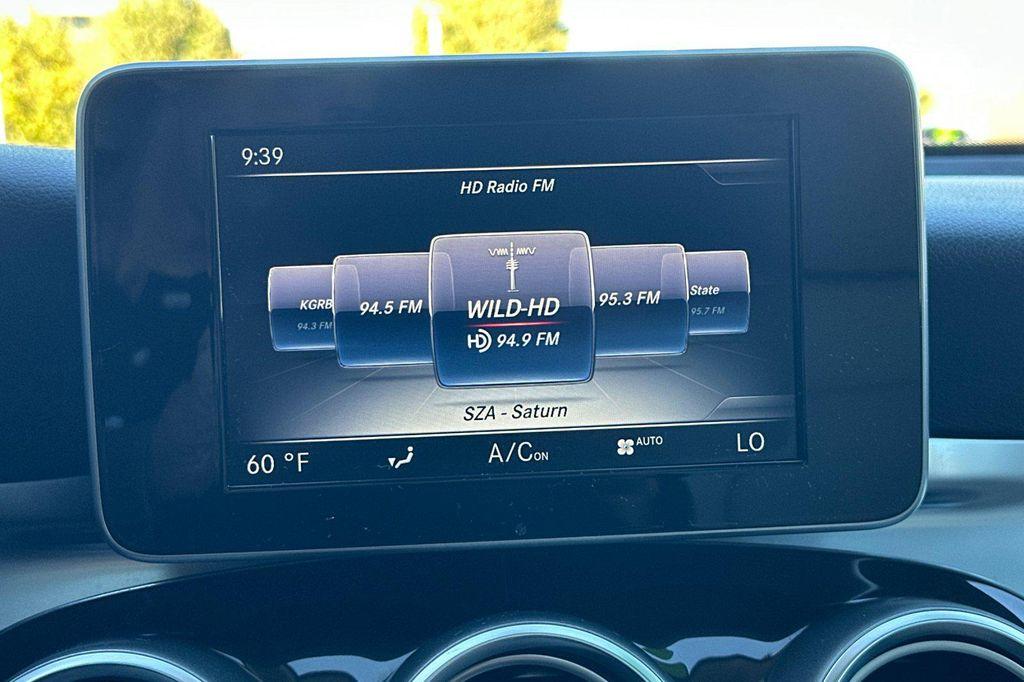 9:39
HD Radio FM
KGRB
94.3 FM
94.5 FM
WILD-HD
HD 94.9 FM
95.3 FM
State
95.7 FM
SZA - Saturn
60 °F
A/C ON
AUTO
LO